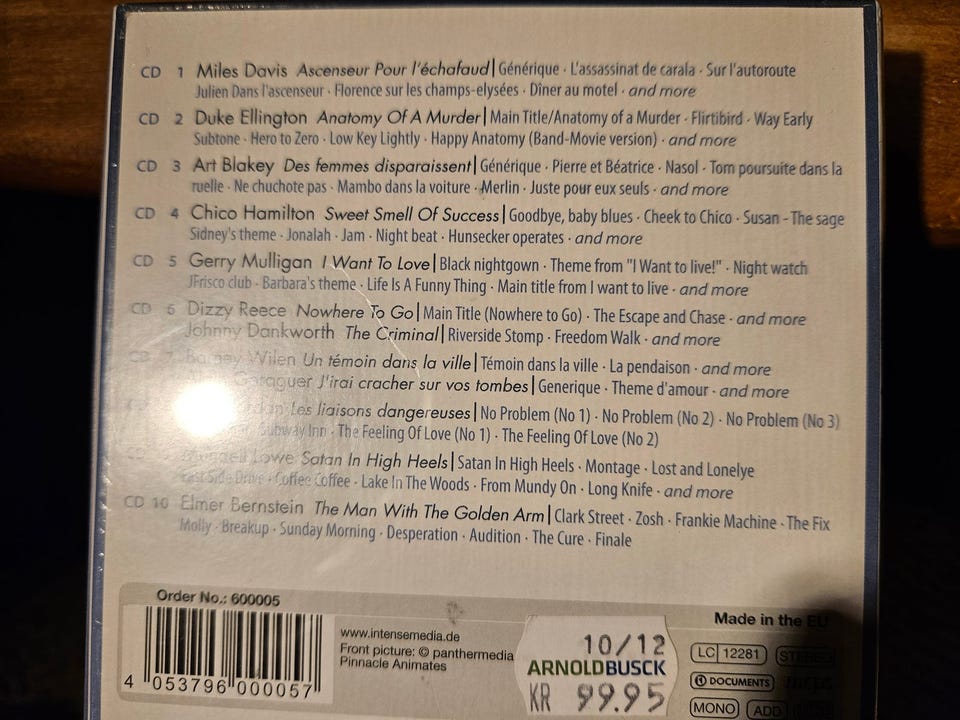 CD 1 Miles Davis Ascenseur Pour l'échafaud| Générique · L'assassinat de carala · Sur l'autoroute
Julien Dans l'ascenseur · Florence sur les champs-elysées · Dîner au motel · and more
CD 2 Duke Ellington Anatomy Of A Murder| Main Title/Anatomy of a Murder · Flirtibird · Way Early
Subtone · Hero to Zero · Low Key Lightly · Happy Anatomy (Band-Movie version) · and more
CD 3 Art Blakey Des femmes disparaissent| Générique · Pierre et Béatrice · Nasol · Tom poursuite dans la
ruelle · Ne chuchote pas · Mambo dans la voiture · Merlin · Juste pour eux seuls · and more
CD 4 Chico Hamilton Sweet Smell Of Success| Goodbye, baby blues · Cheek to Chico · Susan - The sage
Sidney's theme · Jonalah · Jam · Night beat · Hunsecker operates · and more
CD 5 Gerry Mulligan I Want To Love| Black nightgown · Theme from "I Want to live!" · Night watch
JFrisco club · Barbara's theme · Life Is A Funny Thing · Main title from I want to live · and more
CD 6 Dizzy Reece Nowhere To Go| Main Title (Nowhere to Go) · The Escape and Chase · and more
Johnny Dankworth The Criminal| Riverside Stomp · Freedom Walk · and more
CD 7 Barney Wilen Un témoin dans la ville| Témoin dans la ville · La pendaison · and more
J'irai cracher sur vos tombes| Generique · Theme d'amour · and more
Les liaisons dangereuses| No Problem (No 1) · No Problem (No 2) · No Problem (No 3)
Subway Inn · The Feeling Of Love (No 1) · The Feeling Of Love (No 2)
CD Lowe Satan In High Heels| Satan In High Heels · Montage · Lost and Lonelye
East Side Drive · Coffee Coffee · Lake In The Woods · From Mundy On · Long Knife · and more
CD 10 Elmer Bernstein The Man With The Golden Arm| Clark Street · Zosh · Frankie Machine · The Fix
Molly · Breakup · Sunday Morning · Desperation · Audition · The Cure · Finale
Order No.: 600005
4 053796 000057
www.intensemedia.de
Front picture: © panthermedia
Pinnacle Animates
10/12
ARNOLDBUSCK
KR 99.95
Made in the EU
LC 12281 STEREO
DOCUMENTS
MONO ADD